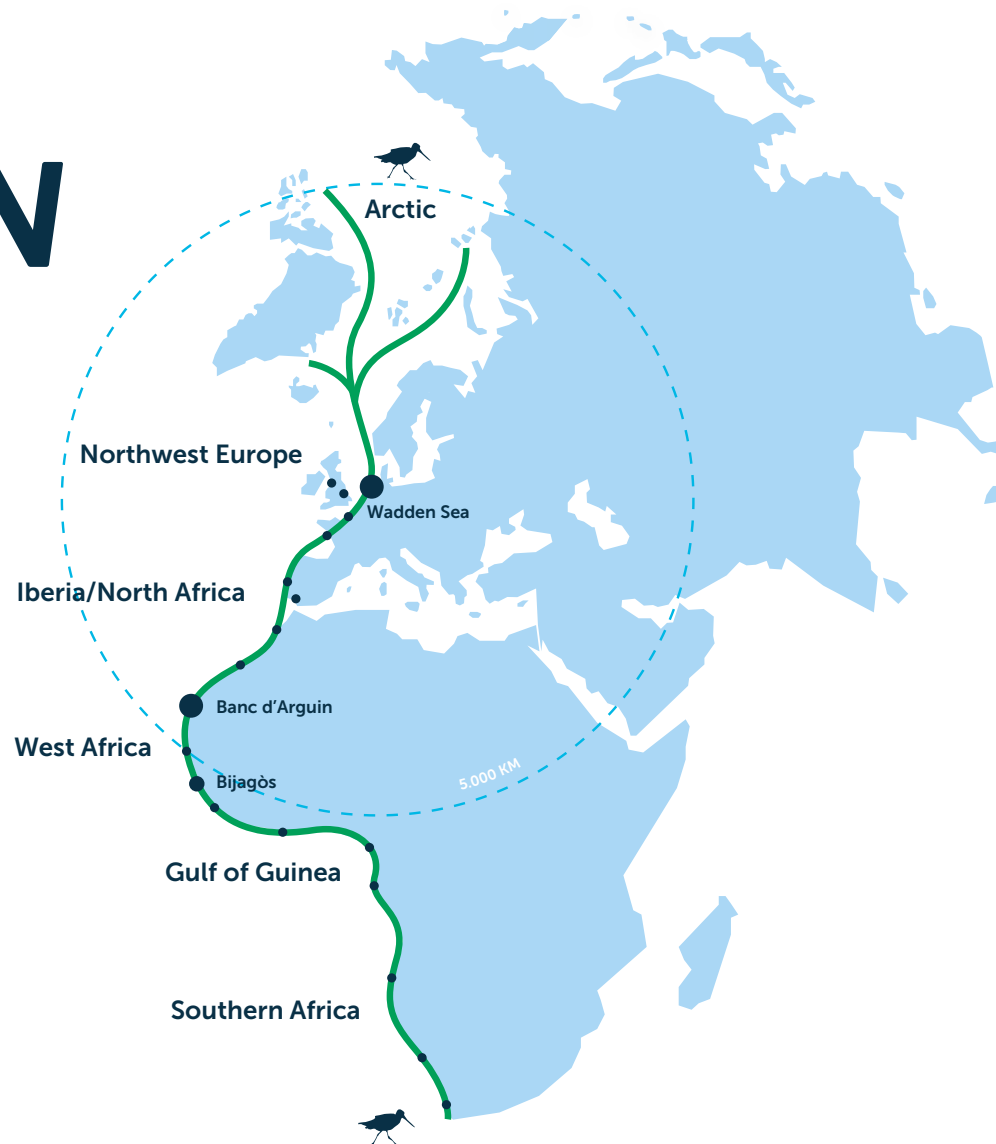 N
Arctic
Northwest Europe
Wadden Sea
Iberia/North Africa
Banc d’Arguin
West Africa
5.000 KM
Bijagòs
Gulf of Guinea
Southern Africa